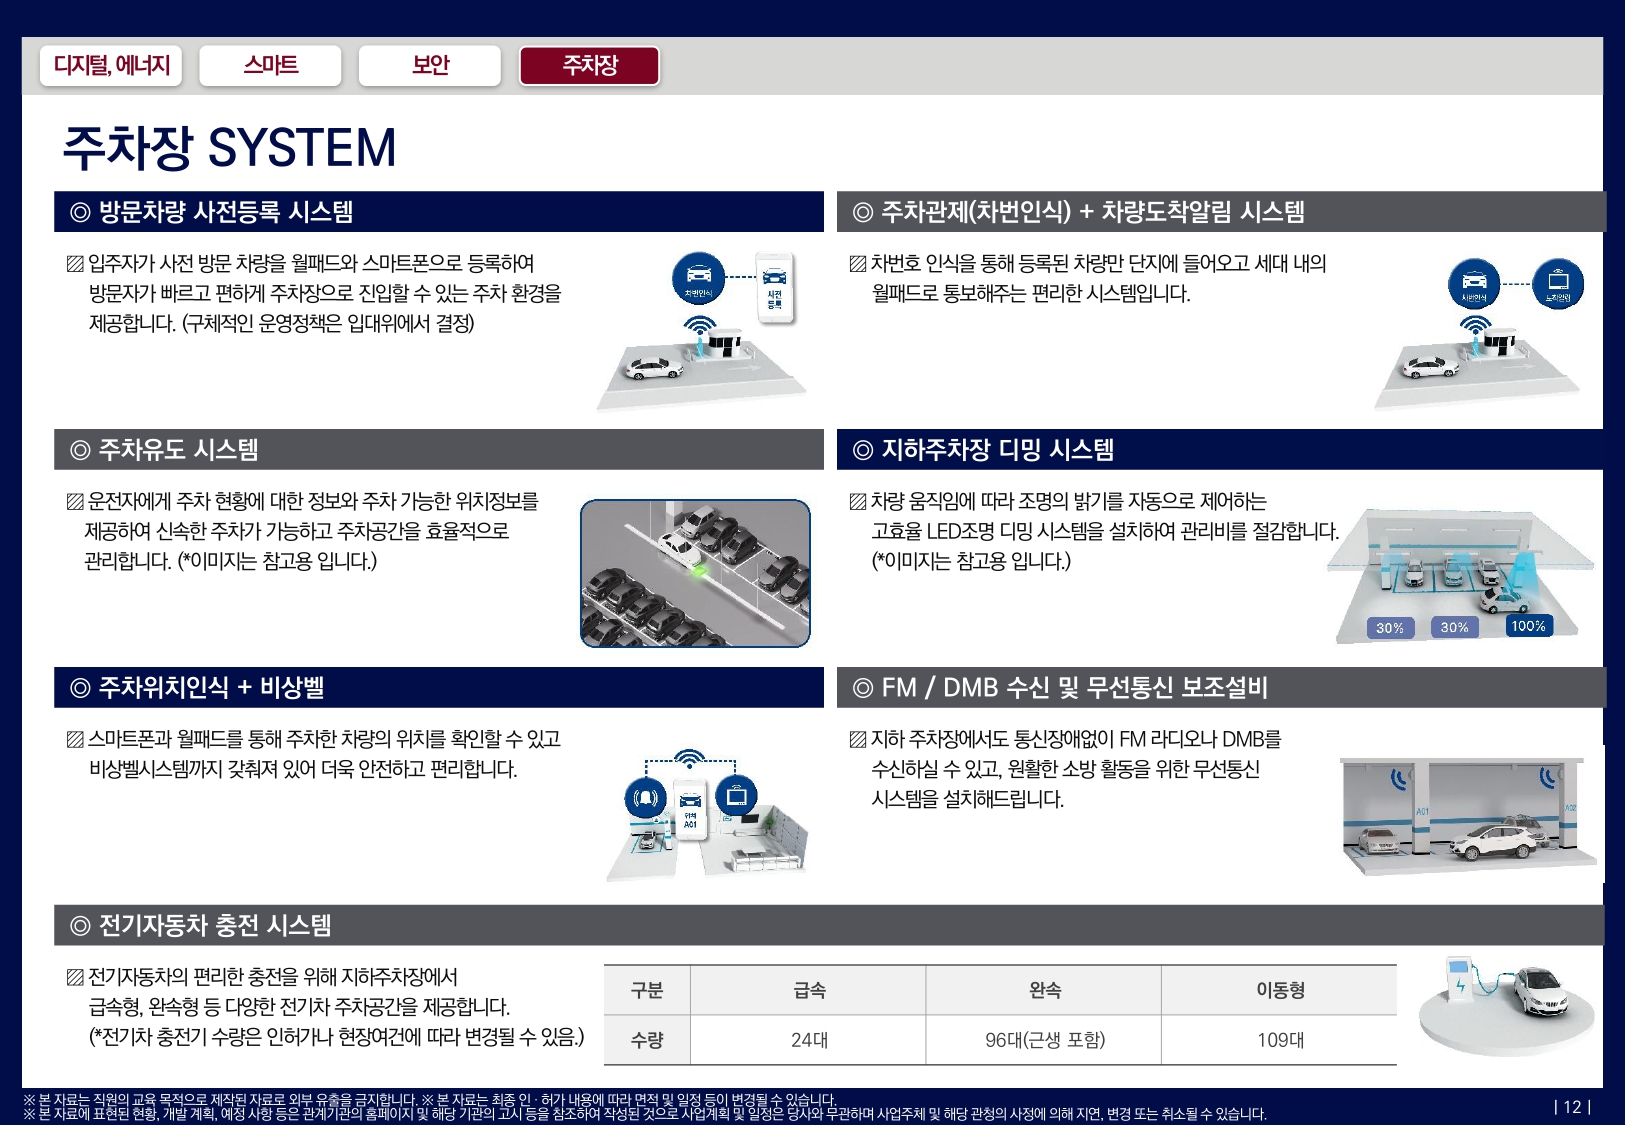 디지털, 에너지
스마트
보안
주차장
주차장 SYSTEM
◎ 방문차량 사전등록 시스템
▨ 입주자가 사전 방문 차량을 월패드와 스마트폰으로 등록하여
방문자가 빠르고 편하게 주차장으로 진입할 수 있는 주차 환경을
제공합니다. (구체적인 운영정책은 입대위에서 결정)
차번인식
사전
등록
◎ 주차관제(차번인식) + 차량도착알림 시스템
▨ 차번호 인식을 통해 등록된 차량만 단지에 들어오고 세대 내의
월패드로 통보해주는 편리한 시스템입니다.
차번인식
도착알림
◎ 주차유도 시스템
▨ 운전자에게 주차 현황에 대한 정보와 주차 가능한 위치정보를
제공하여 신속한 주차가 가능하고 주차공간을 효율적으로
관리합니다. (*이미지는 참고용 입니다.)
◎ 지하주차장 디밍 시스템
▨ 차량 움직임에 따라 조명의 밝기를 자동으로 제어하는
고효율 LED조명 디밍 시스템을 설치하여 관리비를 절감합니다.
(*이미지는 참고용 입니다.)
30%
30%
100%
◎ 주차위치인식 + 비상벨
▨ 스마트폰과 월패드를 통해 주차한 차량의 위치를 확인할 수 있고
비상벨시스템까지 갖춰져 있어 더욱 안전하고 편리합니다.
A01
◎ FM / DMB 수신 및 무선통신 보조설비
▨ 지하 주차장에서도 통신장애없이 FM 라디오나 DMB를
수신하실 수 있고, 원활한 소방 활동을 위한 무선통신
시스템을 설치해드립니다.
A01
A02
◎ 전기자동차 충전 시스템
▨ 전기자동차의 편리한 충전을 위해 지하주차장에서
급속형, 완속형 등 다양한 전기차 주차공간을 제공합니다.
(*전기차 충전기 수량은 인허가나 현장여건에 따라 변경될 수 있음.)
구분 급속 완속 이동형
수량 24대 96대(근생 포함) 109대
※ 본 자료는 직원의 교육 목적으로 제작된 자료로 외부 유출을 금지합니다. ※ 본 자료는 최종 인·허가 내용에 따라 면적 및 일정 등이 변경될 수 있습니다.
※ 본 자료에 표현된 현황, 개발 계획, 예정 사항 등은 관계기관의 홈페이지 및 해당 기관의 고시 등을 참조하여 작성된 것으로 사업계획 및 일정은 당사와 무관하며 사업주체 및 해당 관청의 사정에 의해 지연, 변경 또는 취소될 수 있습니다.
| 12 |